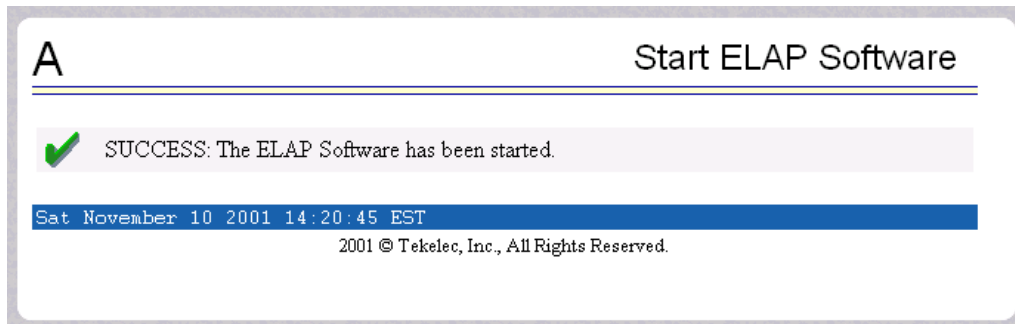 A
Start ELAP Software
SUCCESS: The ELAP Software has been started.
Sat November 10 2001 14:20:45 EST
2001 © Tekelec, Inc., All Rights Reserved.